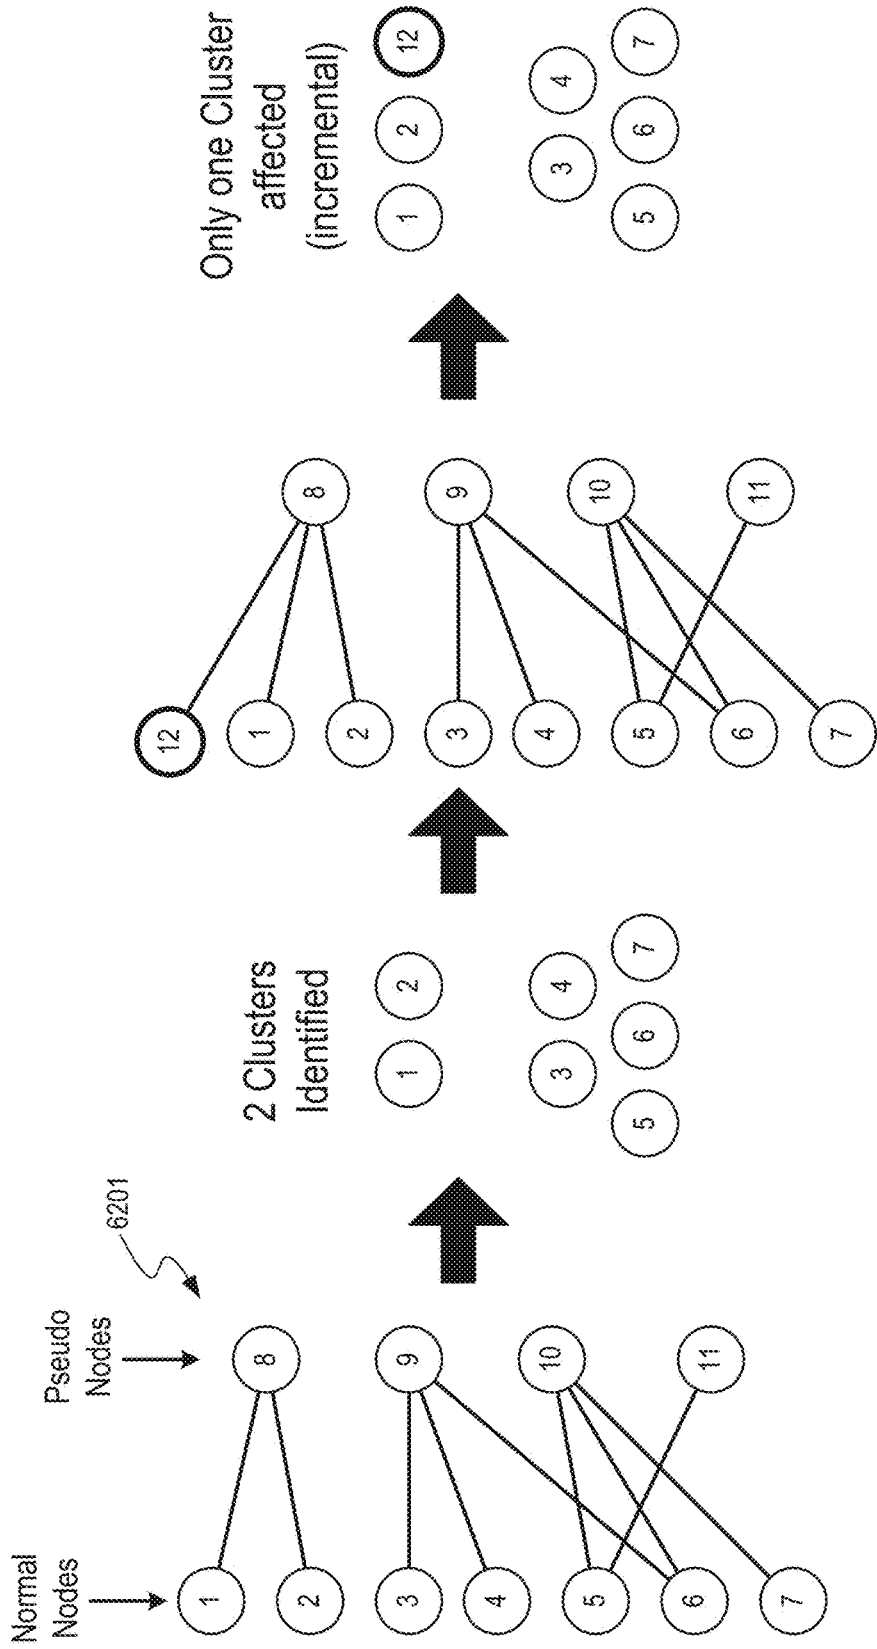 Normal
Nodes
Pseudo
Nodes
6201
1
2
3
4
5
6
7
8
9
10
11
2 Clusters
Identified
1 2
3 4
5 6 7
12
1
2
3
4
5
6
7
8
9
10
11
Only one Cluster
affected
(incremental)
1 2 12
3 4
5 6 7